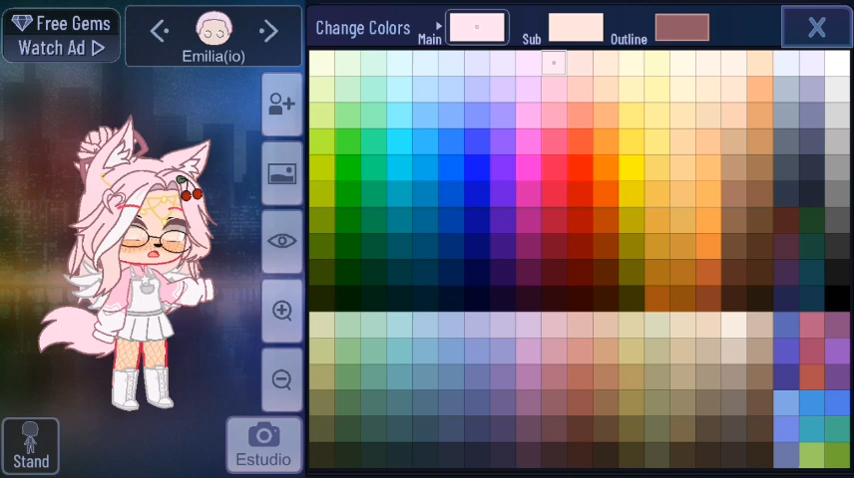 Free Gems
Watch Ad
Emilia(io)
Stand
Estudio
Change Colors
Main
Sub
Outline
X